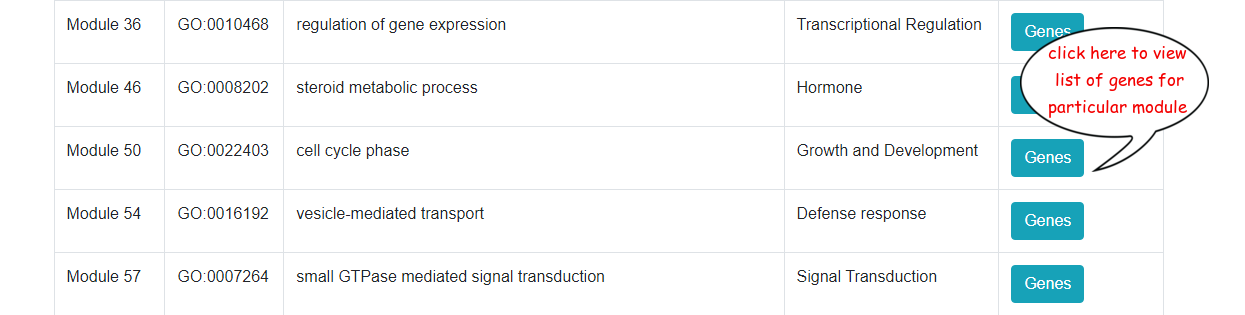 Module 36 GO:0010468 regulation of gene expression Transcriptional Regulation Genes
click here to view
list of genes for
particular module
Module 46 GO:0008202 steroid metabolic process Hormone
Module 50 GO:0022403 cell cycle phase Growth and Development Genes
Module 54 GO:0016192 vesicle-mediated transport Defense response Genes
Module 57 GO:0007264 small GTPase mediated signal transduction Signal Transduction Genes